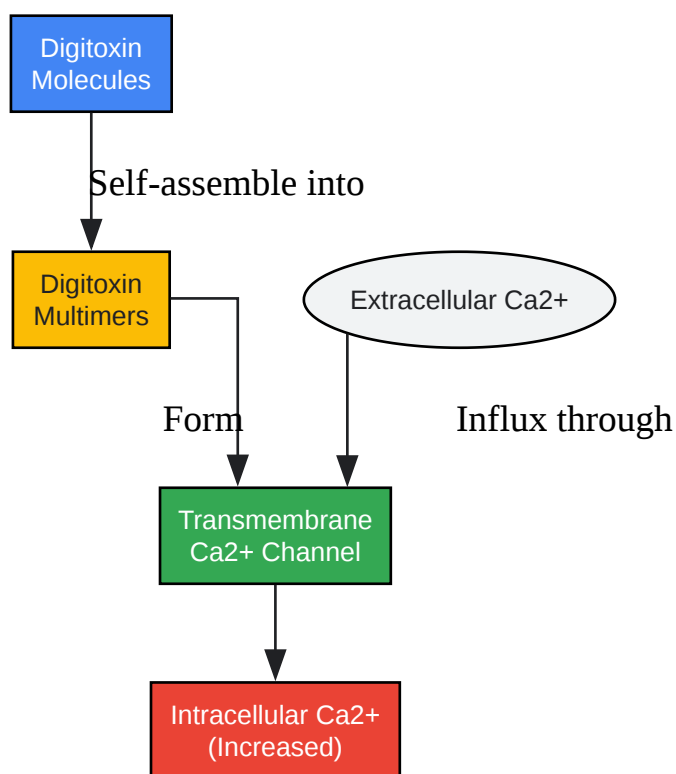 Digitoxin
Molecules
Self-assemble into
Digitoxin
Multimers
Extracellular Ca2+
Form
Influx through
Transmembrane
Ca2+ Channel
Intracellular Ca2+
(Increased)